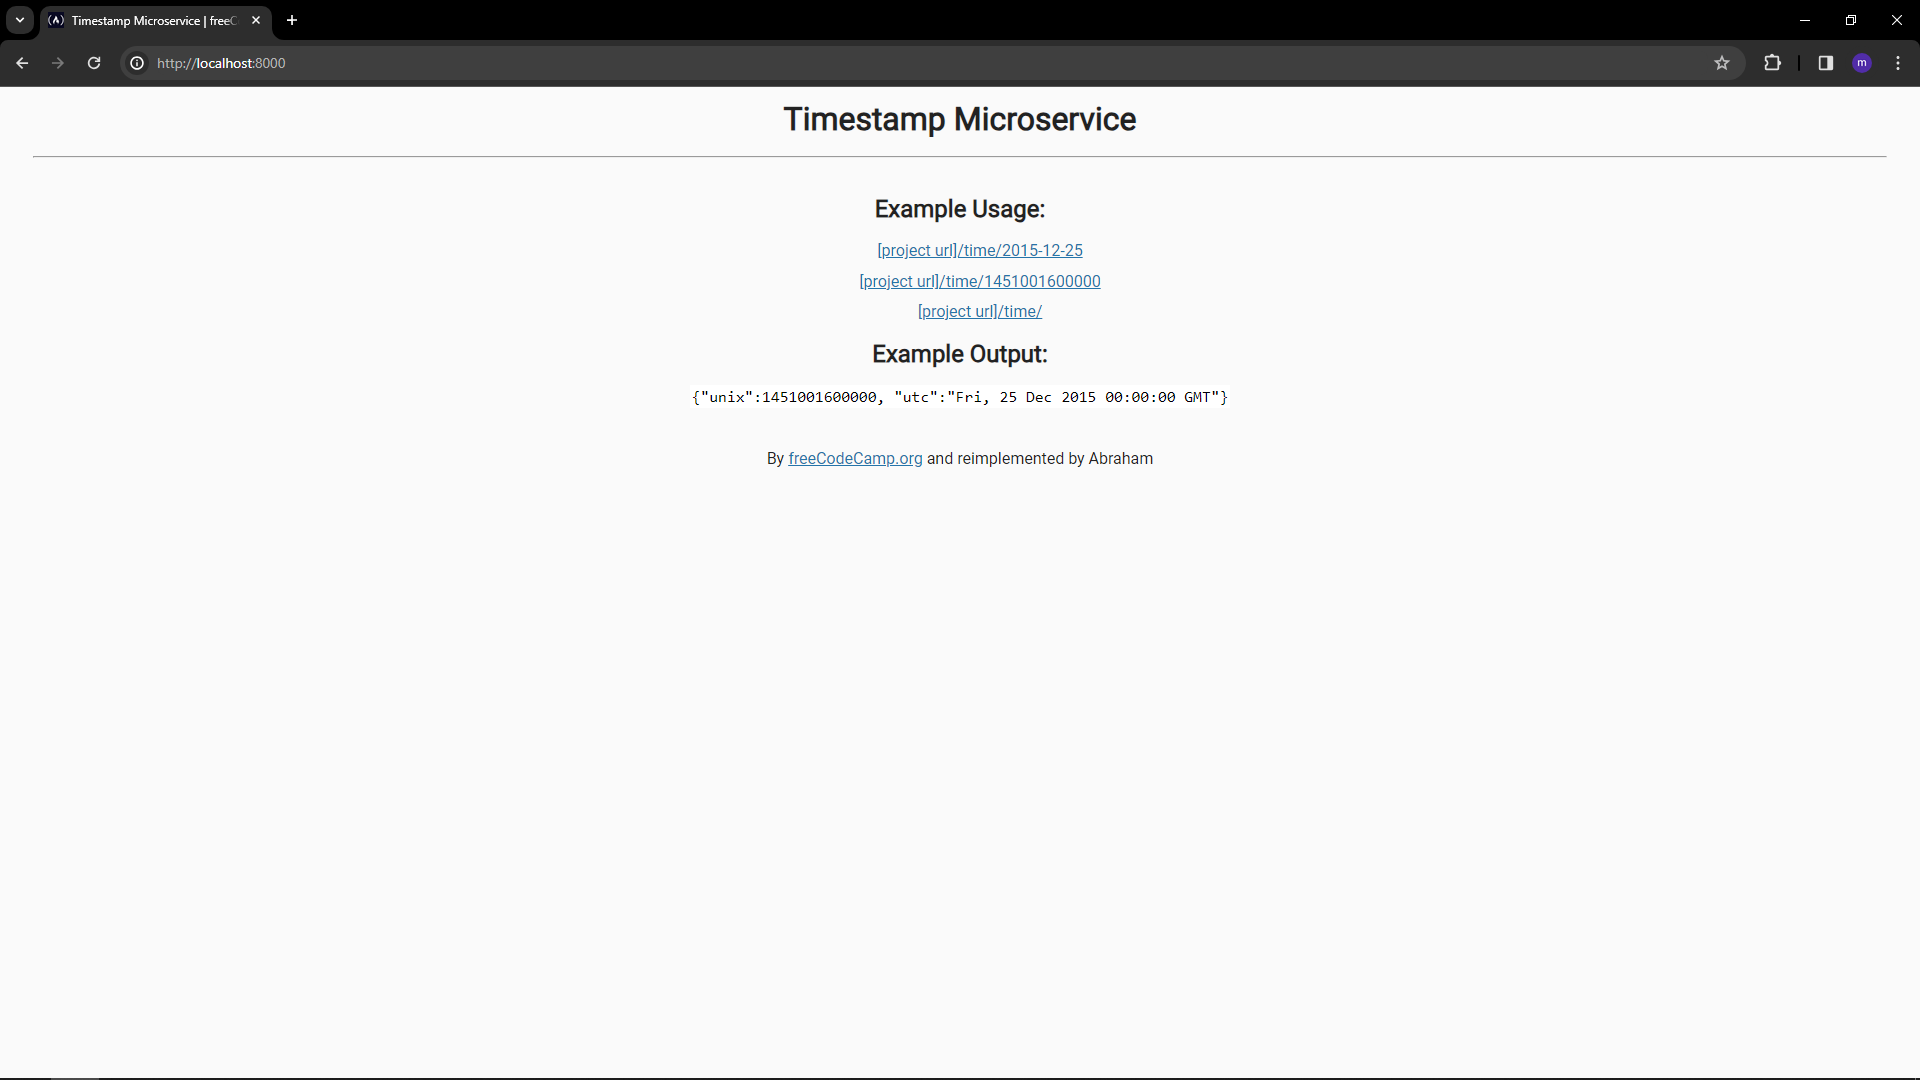 Timestamp Microservice | freeC
http://localhost:8000
m
Timestamp Microservice
Example Usage:
[project url]/time/2015-12-25
[project url]/time/1451001600000
[project url]/time/
Example Output:
{"unix":1451001600000, "utc":"Fri, 25 Dec 2015 00:00:00 GMT"}
By freeCodeCamp.org and reimplemented by Abraham